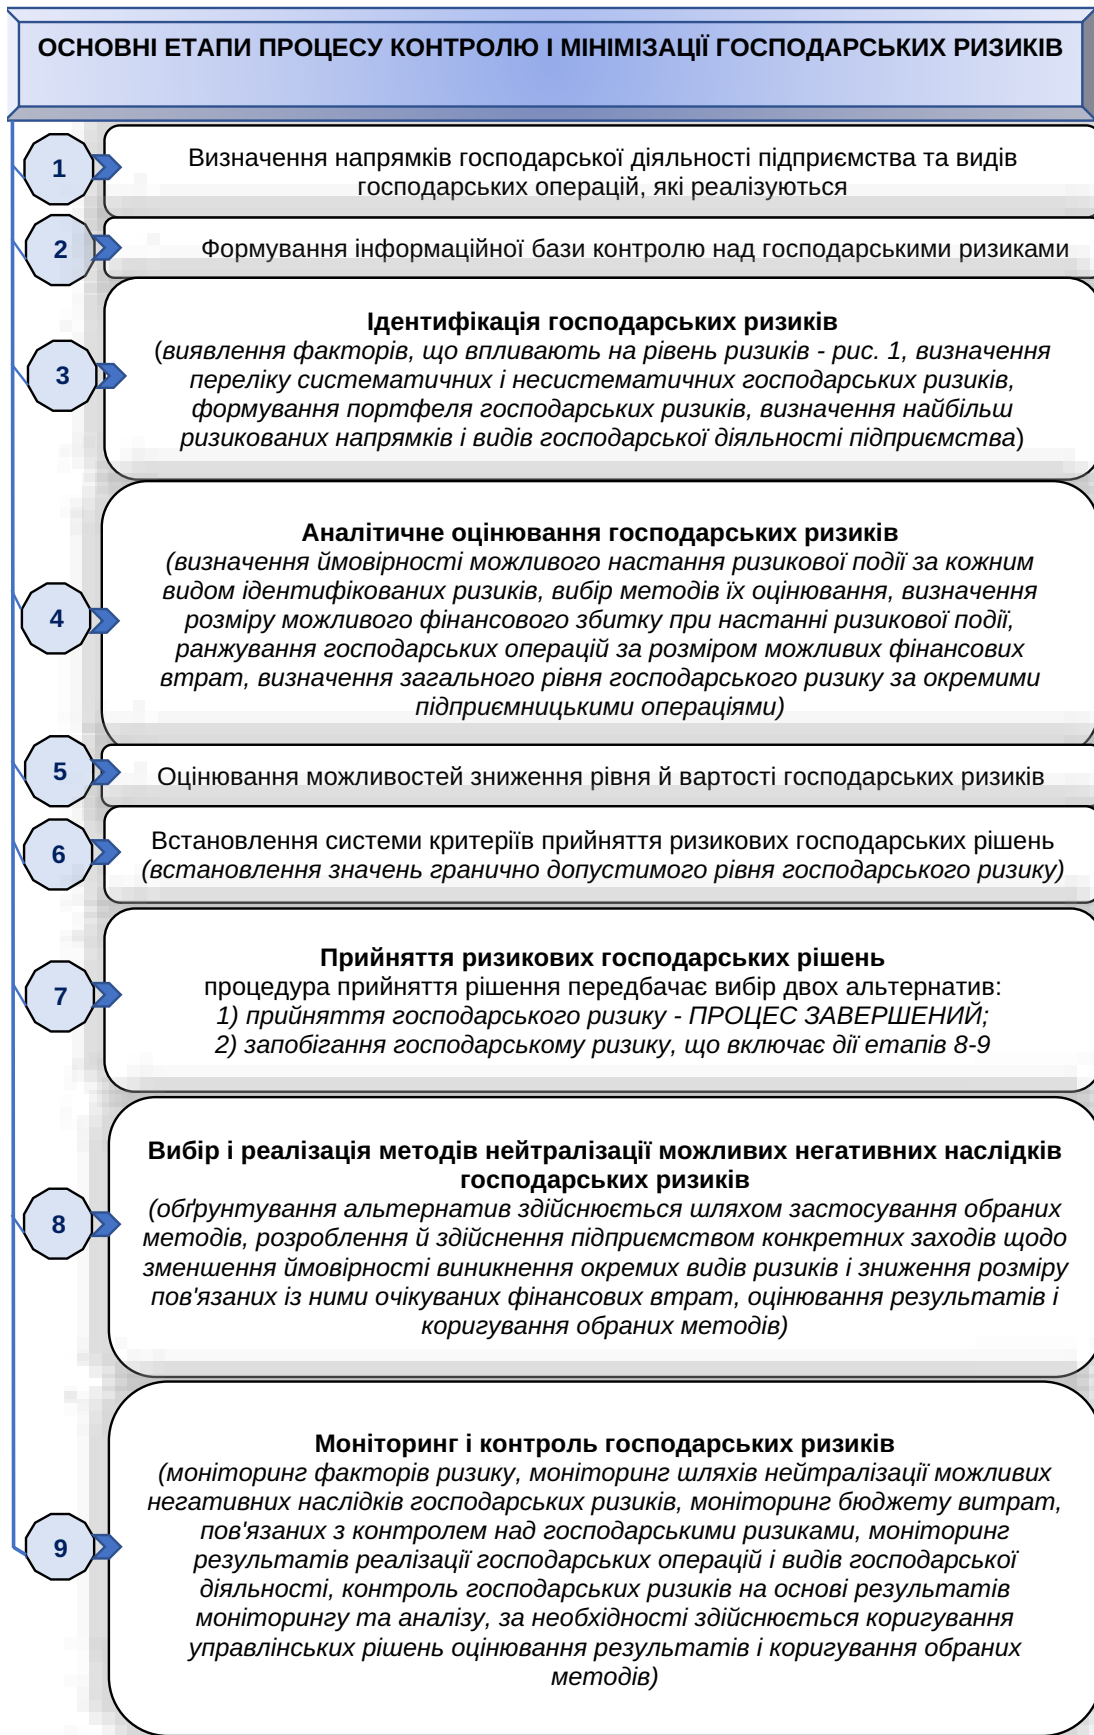 ОСНОВНІ ЕТАПИ ПРОЦЕСУ КОНТРОЛЮ І МІНІМІЗАЦІЇ ГОСПОДАРСЬКИХ РИЗИКІВ
1
Визначення напрямків господарської діяльності підприємства та видів
господарських операцій, які реалізуються
2
Формування інформаційної бази контролю над господарськими ризиками
3
Ідентифікація господарських ризиків
(виявлення факторів, що впливають на рівень ризиків - рис. 1, визначення
переліку систематичних і несистематичних господарських ризиків,
формування портфеля господарських ризиків, визначення найбільш
ризикованих напрямків і видів господарської діяльності підприємства)
4
Аналітичне оцінювання господарських ризиків
(визначення ймовірності можливого настання ризикової події за кожним
видом ідентифікованих ризиків, вибір методів їх оцінювання, визначення
розміру можливого фінансового збитку при настанні ризикової події,
ранжування господарських операцій за розміром можливих фінансових
втрат, визначення загального рівня господарського ризику за окремими
підприємницькими операціями)
5
Оцінювання можливостей зниження рівня й вартості господарських ризиків
6
Встановлення системи критеріїв прийняття ризикових господарських рішень
(встановлення значень гранично допустимого рівня господарського ризику)
7
Прийняття ризикових господарських рішень
процедура прийняття рішення передбачає вибір двох альтернатив:
1) прийняття господарського ризику - ПРОЦЕС ЗАВЕРШЕНИЙ;
2) запобігання господарському ризику, що включає дії етапів 8-9
8
Вибір і реалізація методів нейтралізації можливих негативних наслідків
господарських ризиків
(обґрунтування альтернатив здійснюється шляхом застосування обраних
методів, розроблення й здійснення підприємством конкретних заходів щодо
зменшення ймовірності виникнення окремих видів ризиків і зниження розміру
пов'язаних із ними очікуваних фінансових втрат, оцінювання результатів і
коригування обраних методів)
9
Моніторинг і контроль господарських ризиків
(моніторинг факторів ризику, моніторинг шляхів нейтралізації можливих
негативних наслідків господарських ризиків, моніторинг бюджету витрат,
пов'язаних з контролем над господарськими ризиками, моніторинг
результатів реалізації господарських операцій і видів господарської
діяльності, контроль господарських ризиків на основі результатів
моніторингу та аналізу, за необхідності здійснюється коригування
управлінських рішень оцінювання результатів і коригування обраних
методів)